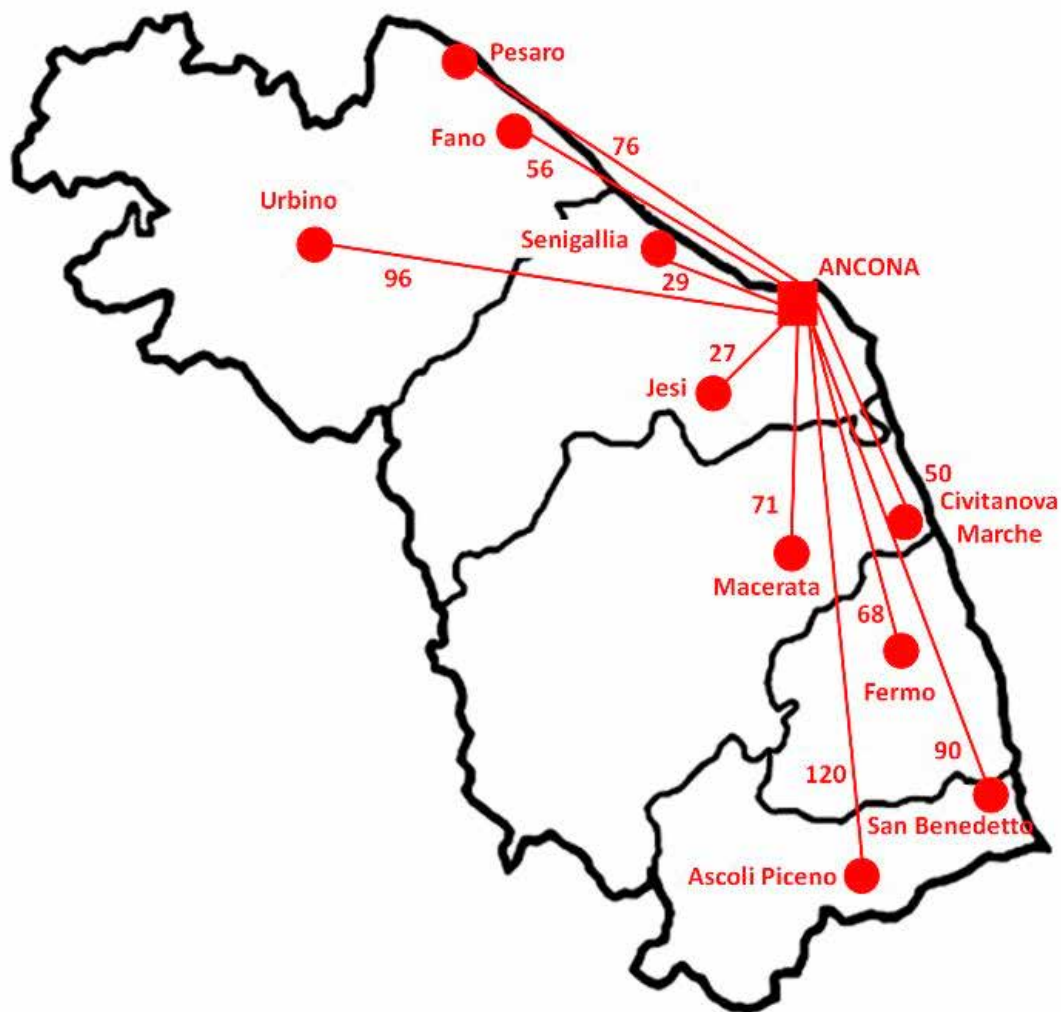 Pesaro
Fano
76
56
Urbino
Senigallia
ANCONA
96
29
27
Jesi
50
71
Civitanova
Marche
Macerata
68
Fermo
120
90
San Benedetto
Ascoli Piceno